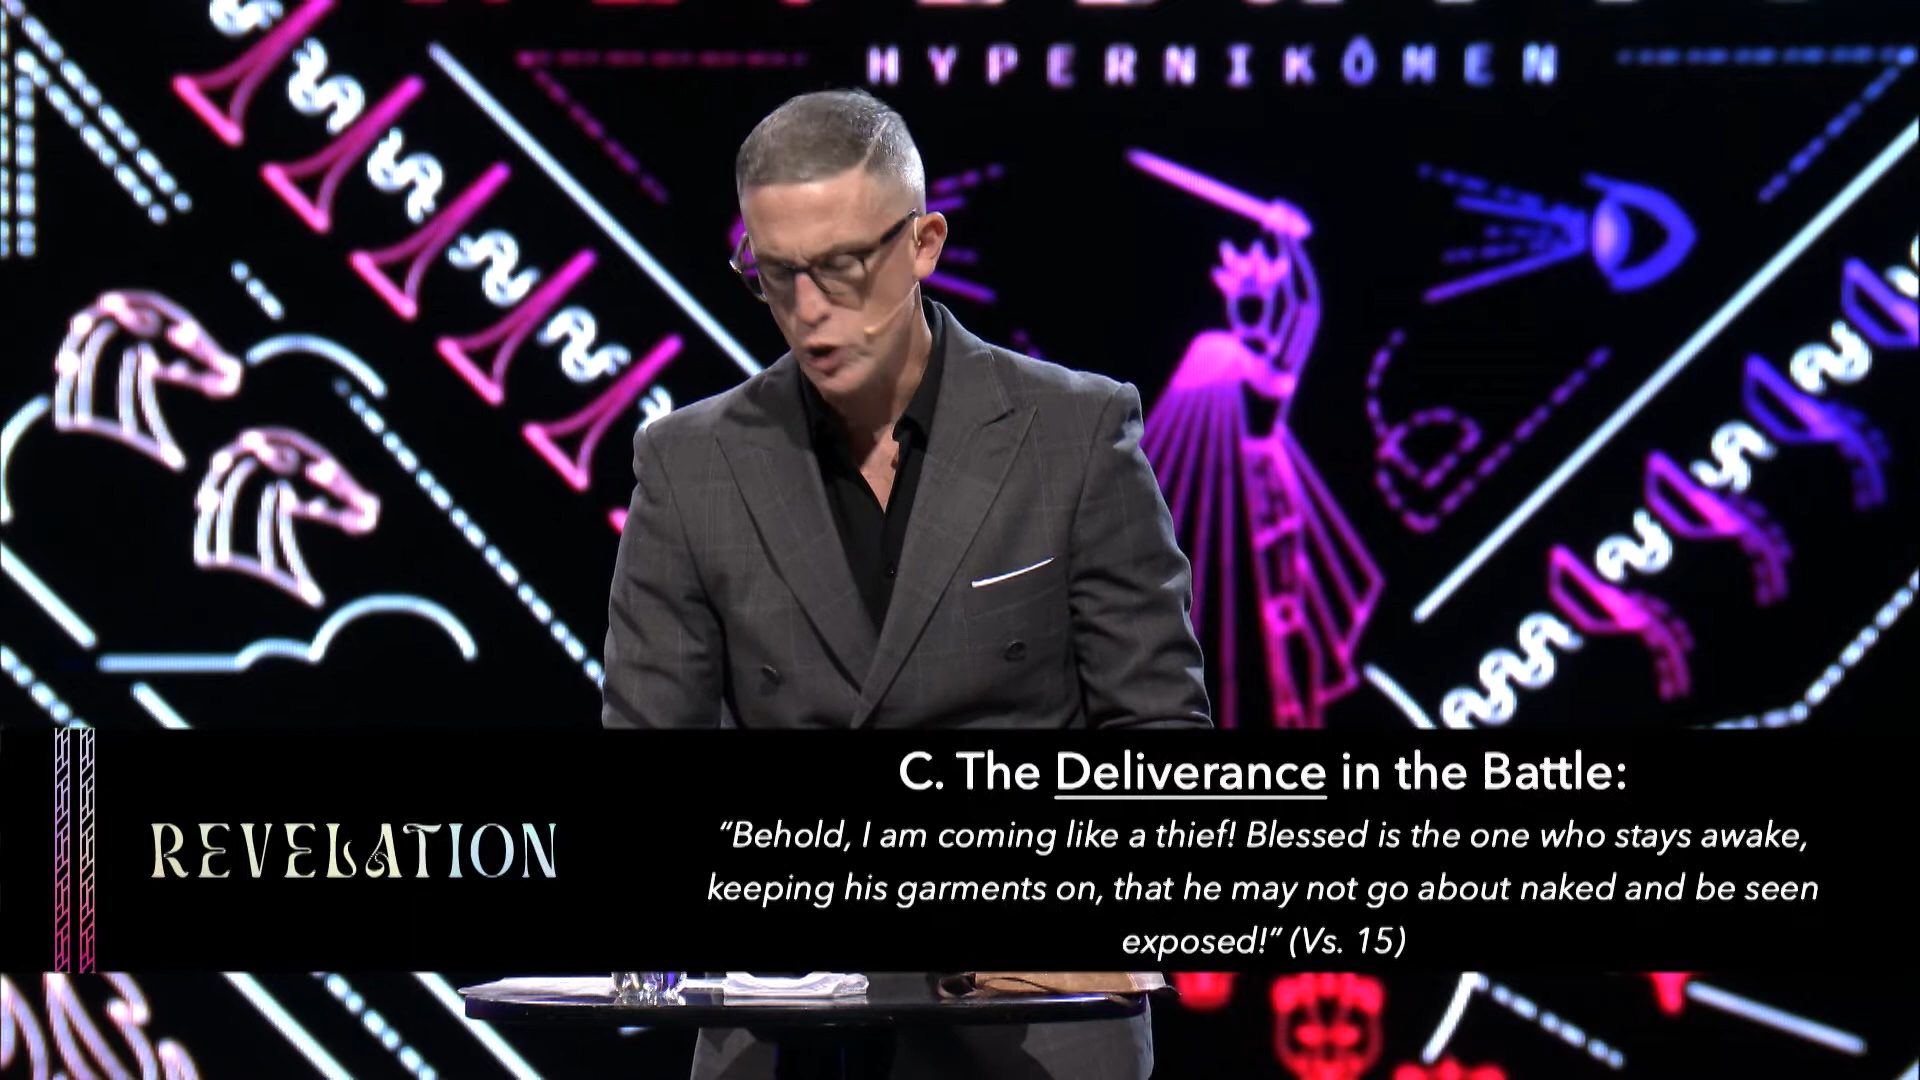 HYPERNIKŌMEN
REVELATION
C. The Deliverance in the Battle:
“Behold, I am coming like a thief! Blessed is the one who stays awake,
keeping his garments on, that he may not go about naked and be seen
exposed!” (Vs. 15)